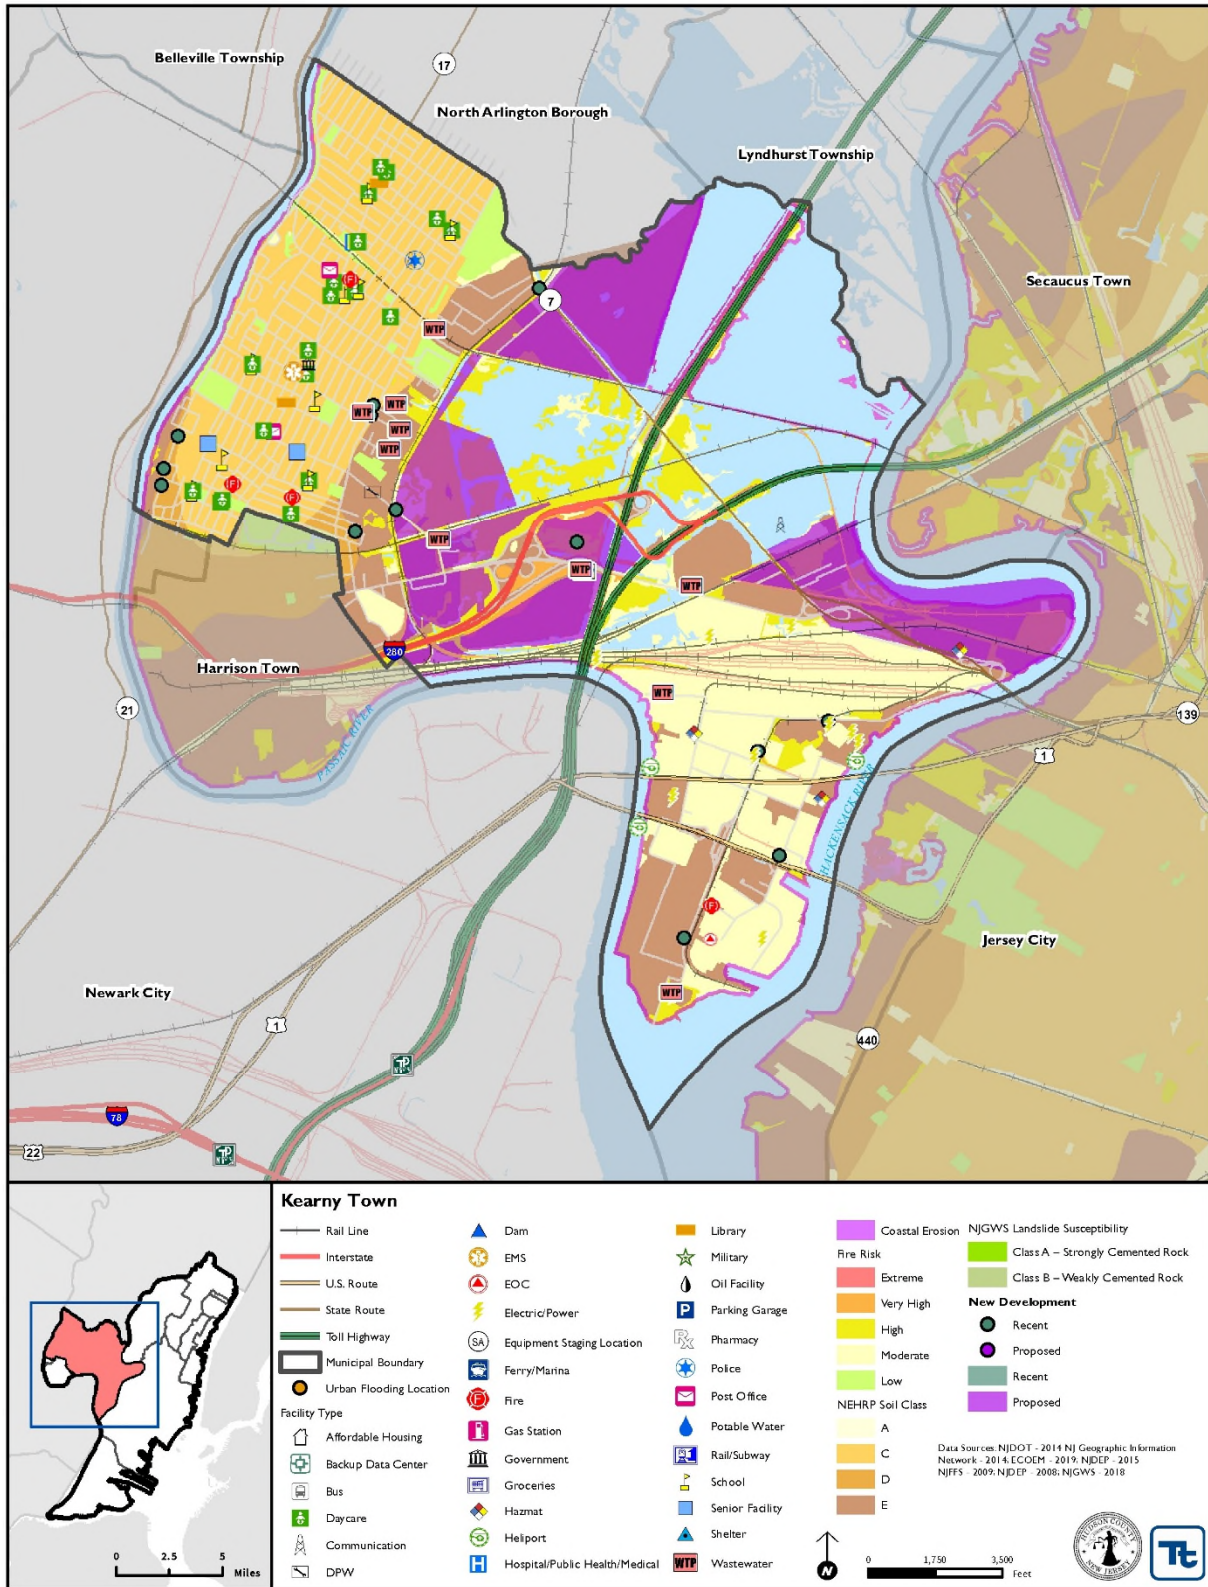 Belleville Township
17
North Arlington Borough
Lyndhurst Township
Secaucus Town
7
WTP
WTP
WTP
WTP
WTP
WTP
WTP
WTP
280
Harrison Town
PASSAIC RIVER
21
WTP
139
1
HACKENSACK RIVER
Jersey City
Newark City
1
WTP
440
78
22
Kearny Town
Rail Line
Interstate
U.S. Route
State Route
Toll Highway
Municipal Boundary
Urban Flooding Location
Facility Type
Affordable Housing
Backup Data Center
Bus
Daycare
Communication
DPW
Dam
EMS
EOC
Electric/Power
SA Equipment Staging Location
Ferry/Marina
F Fire
Gas Station
Government
Groceries
Hazmat
Heliport
H Hospital/Public Health/Medical
Library
Military
Oil Facility
P Parking Garage
Rx Pharmacy
Police
Post Office
Potable Water
Rail/Subway
School
Senior Facility
Shelter
WTP Wastewater
Coastal Erosion
Fire Risk
Extreme
Very High
High
Moderate
Low
NEHRP Soil Class
A
C
D
E
NJGWS Landslide Susceptibility
Class A – Strongly Cemented Rock
Class B – Weakly Cemented Rock
New Development
Recent
Proposed
Recent
Proposed
Data Sources: NJDOT - 2014 NJ Geographic Information
Network - 2014; ECOEM - 2019; NJDEP - 2015
NJFFS - 2009; NJDEP - 2008; NJGWS - 2018
0 2.5 5
Miles
N
0 1,750 3,500
Feet
HUDSON COUNTY
NEW JERSEY
Tt